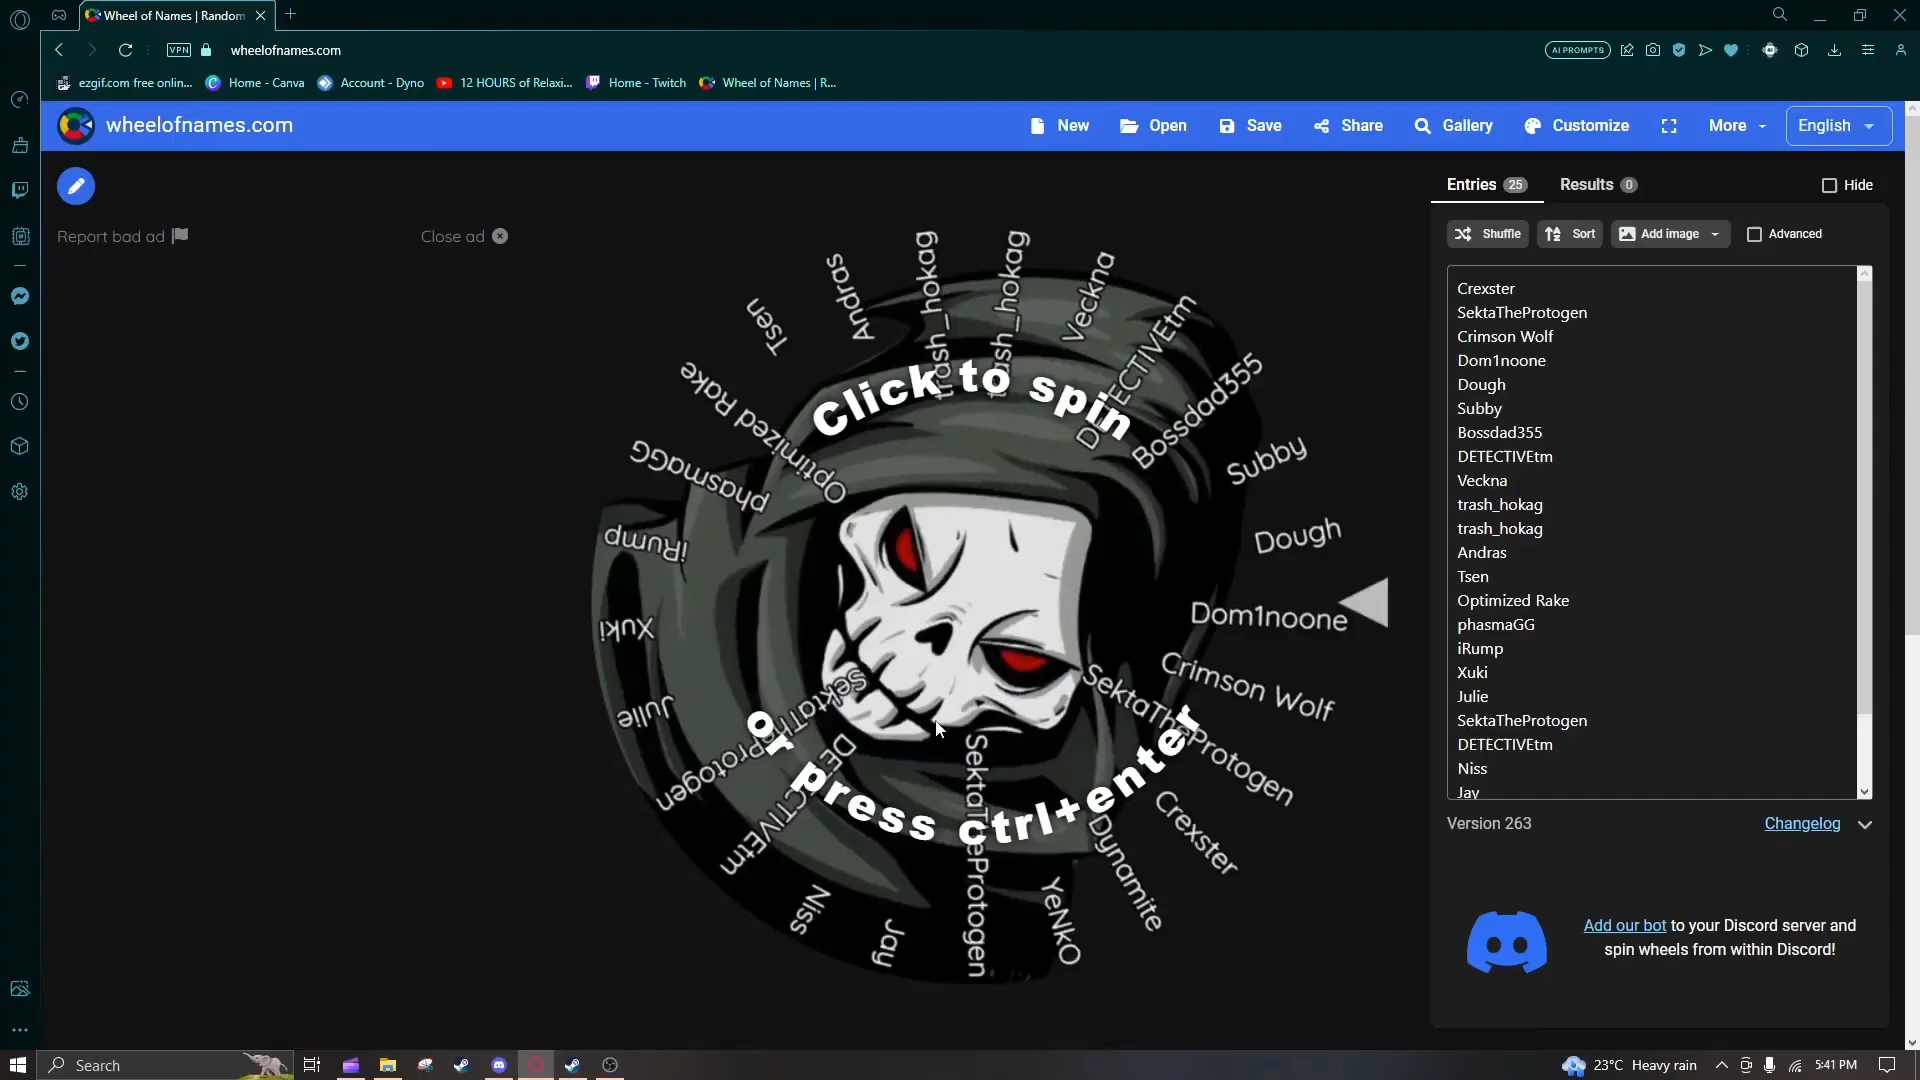 Wheel of Names | Random
VPN
wheelofnames.com
AI PROMPTS
ezgif.com free onlin...
Home - Canva
Account - Dyno
12 HOURS of Relaxi...
Home - Twitch
Wheel of Names | R...
wheelofnames.com
New
Open
Save
Share
Gallery
Customize
More
English
Report bad ad
Close ad
Click to spin
or press ctrl+enter
Tsen
Andras
trash_hokag
trash_hokag
Veckna
DETECTIVEtm
Bossdad355
Subby
Dough
Dom1noone
Crimson Wolf
SektaTheProtogen
Crexster
Dynamite
YeNkO
SektaTheProtogen
Jay
Niss
DETECTIVEtm
SektaTheProtogen
Julie
Xuki
iRump
phasmaGG
Optimized Rake
Entries 25
Results 0
Hide
Shuffle
Sort
Add image
Advanced
Crexster
SektaTheProtogen
Crimson Wolf
Dom1noone
Dough
Subby
Bossdad355
DETECTIVEtm
Veckna
trash_hokag
trash_hokag
Andras
Tsen
Optimized Rake
phasmaGG
iRump
Xuki
Julie
SektaTheProtogen
DETECTIVEtm
Niss
Jay
Version 263
Changelog
Add our bot to your Discord server and
spin wheels from within Discord!
Search
23°C Heavy rain
5:41 PM